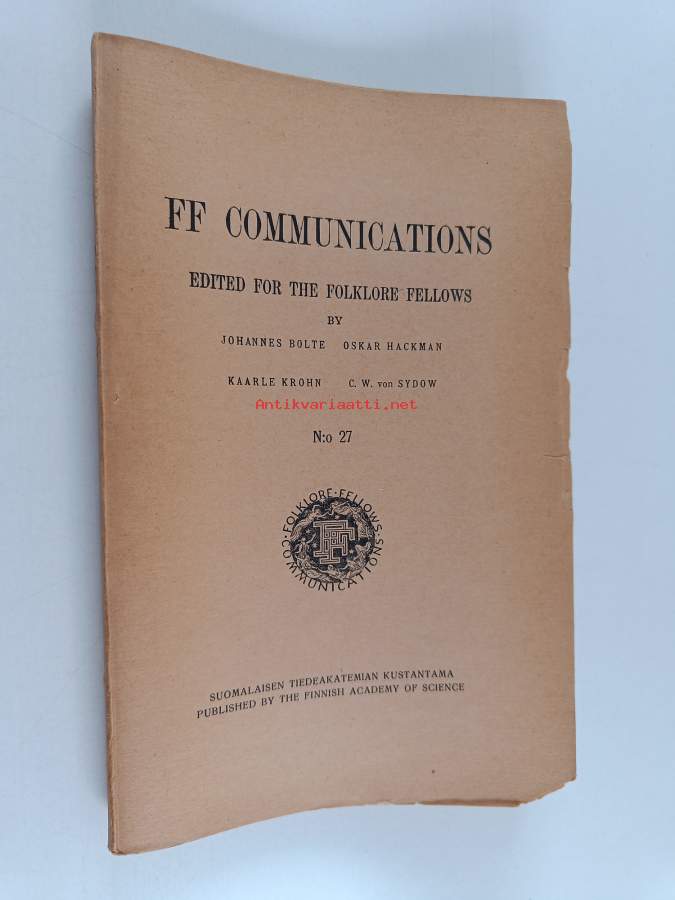 FF COMMUNICATIONS
EDITED FOR THE FOLKLORE FELLOWS
BY
JOHANNES BOLTE OSKAR HACKMAN
KAARLE KROHN C. W. von SYDOW
Antikvariaatti.net
N:o 27
FOLKLORE · FELLOWS · COMMUNICATIONS
FF
SUOMALAISEN TIEDEAKATEMIAN KUSTANTAMA
PUBLISHED BY THE FINNISH ACADEMY OF SCIENCE